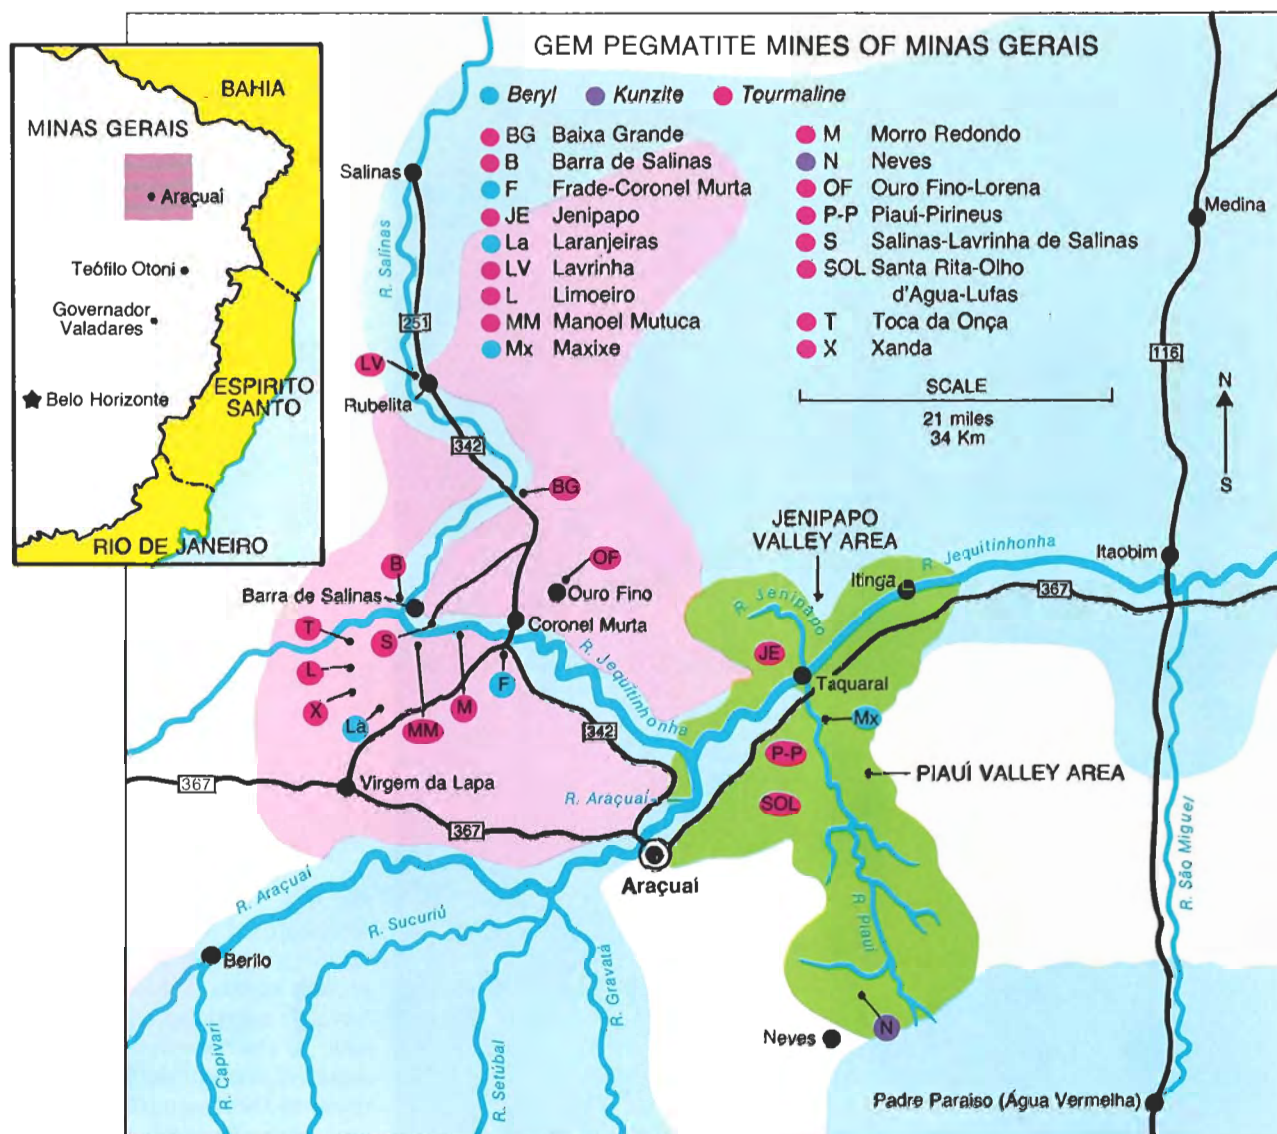 GEM PEGMATITE MINES OF MINAS GERAIS
Beryl Kunzite Tourmaline
BG Baixa Grande
B Barra de Salinas
F Frade-Coronel Murta
JE Jenipapo
La Laranjeiras
LV Lavrinha
L Limoeiro
MM Manoel Mutuca
Mx Maxixe
M Morro Redondo
N Neves
OF Ouro Fino-Lorena
P-P Piauí-Pirineus
S Salinas-Lavrinha de Salinas
SOL Santa Rita-Olho
d'Agua-Lufas
T Toca da Onça
X Xanda
SCALE
21 miles
34 Km
N
S
BAHIA
MINAS GERAIS
Araçuaí
Teófilo Otoni
Governador
Valadares
Belo Horizonte
ESPIRITO
SANTO
RIO DE JANEIRO
Salinas
R. Salinas
251
LV
Rubelita
342
BG
Medina
116
JENIPAPO
VALLEY AREA
R. Jequitinhonha
Itaobim
Itinga
367
B
OF
Barra de Salinas
Ouro Fino
R. Jenipapo
T
S
Coronel Murta
L
R. Jequitinhonha
JE
Taquaral
F
X
La
MM
M
342
Mx
P-P
PIAUÍ VALLEY AREA
367
Virgem da Lapa
R. Araçuaí
SOL
367
Araçuaí
R. Araçuaí
R. Sucuriú
R. São Miguel
R. Piauí
Berilo
R. Gravatá
R. Capivari
R. Setúbal
Neves
N
Padre Paraiso (Água Vermelha)